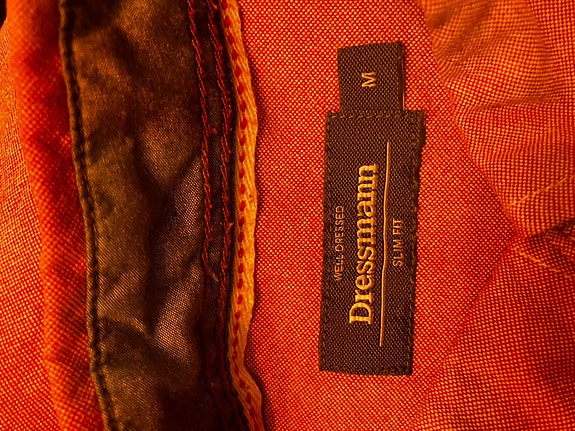 M
WELL DRESSED
Dressmann
SLIM FIT